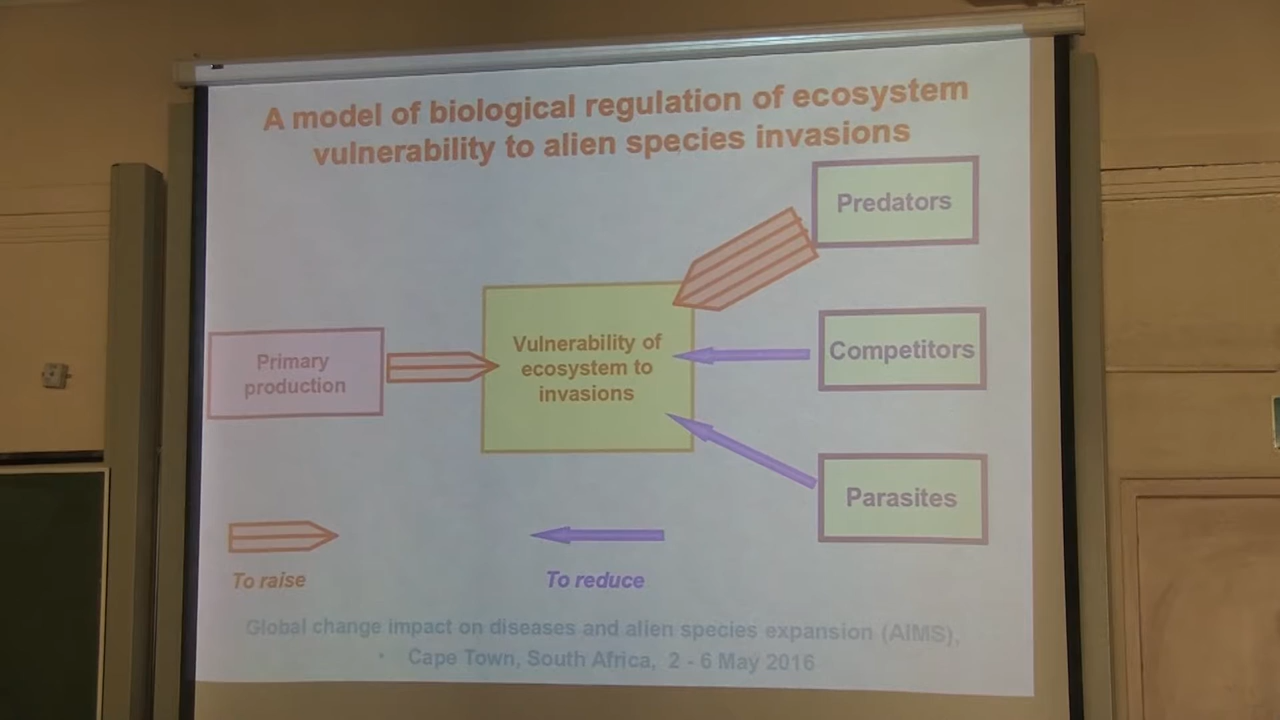 A model of biological regulation of ecosystem
vulnerability to alien species invasions
Predators
Primary
production
Vulnerability of
ecosystem to
invasions
Competitors
Parasites
To raise
To reduce
Global change impact on diseases and alien species expansion (AIMS),
• Cape Town, South Africa, 2 - 6 May 2016